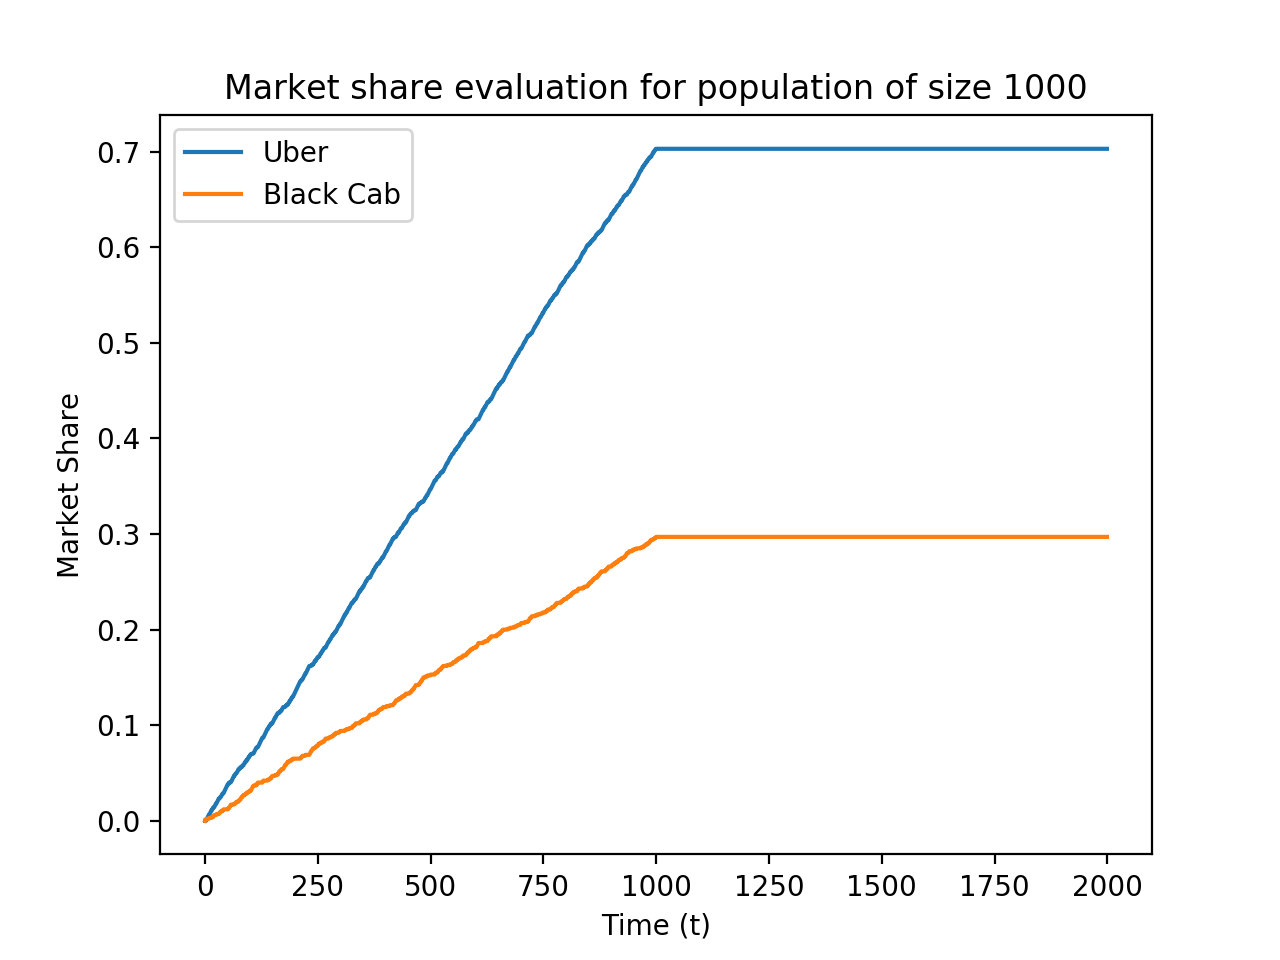 Market share evaluation for population of size 1000
Uber
Black Cab
0.7
0.6
0.5
0.4
0.3
0.2
0.1
0.0
Market Share
0 250 500 750 1000 1250 1500 1750 2000
Time (t)